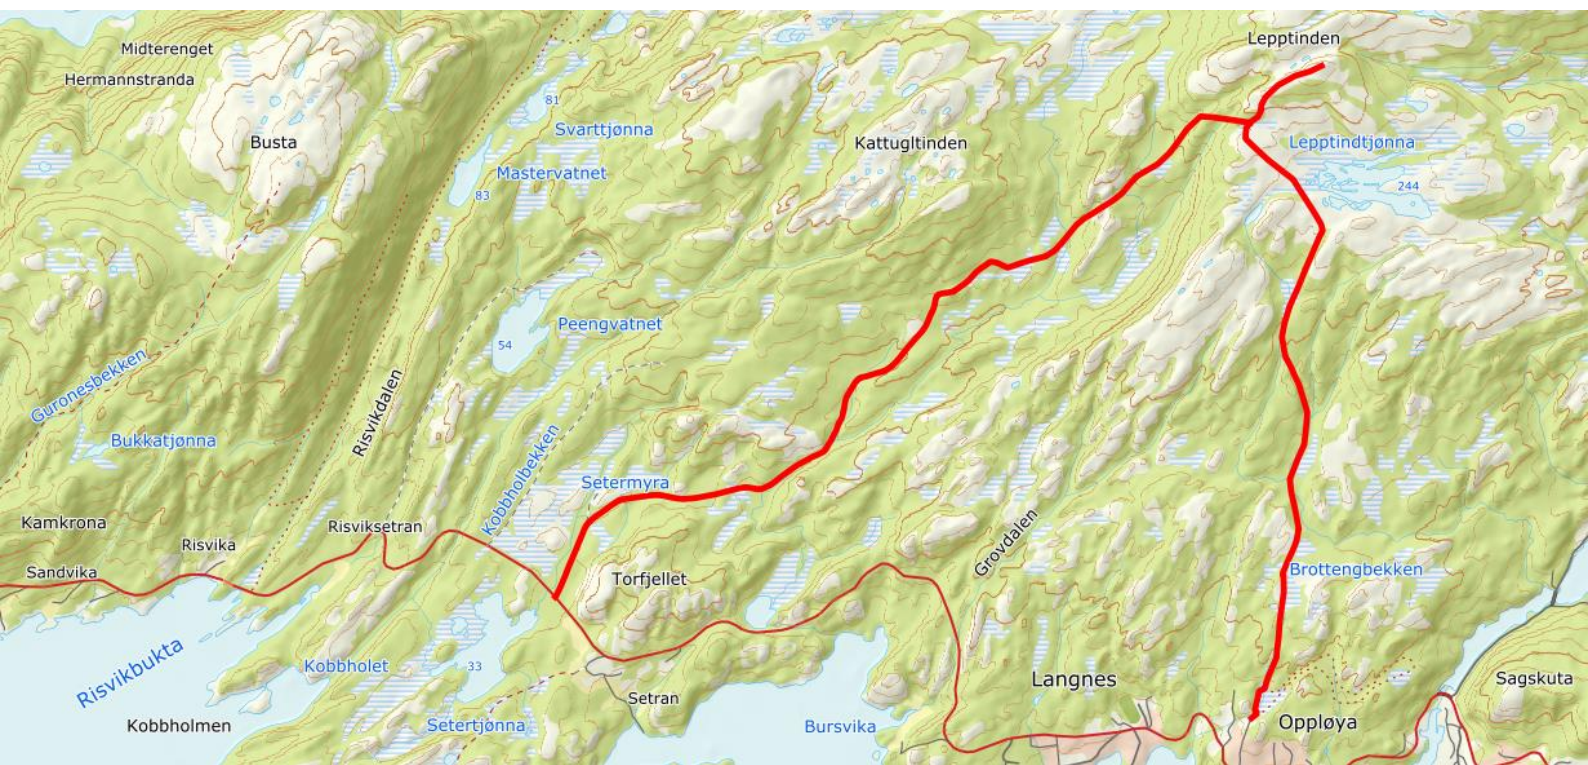 Lepptinden
Midterenget
Hermannstranda
81
Svarttjønna
Busta
Kattugltinden
Lepptindtjønna
Mastervatnet
244
83
Peengvatnet
54
Guronesbekken
Risvikdalen
Bukkatjønna
Kobbholbekken
Setermyra
Kamkrona
Risviksetran
Risvika
Grovdalen
Sandvika
Torfjellet
Brottengbekken
Risvikbukta
Kobbholet
33
Langnes
Sagskuta
Setran
Kobbholmen
Setertjønna
Bursvika
Oppløya